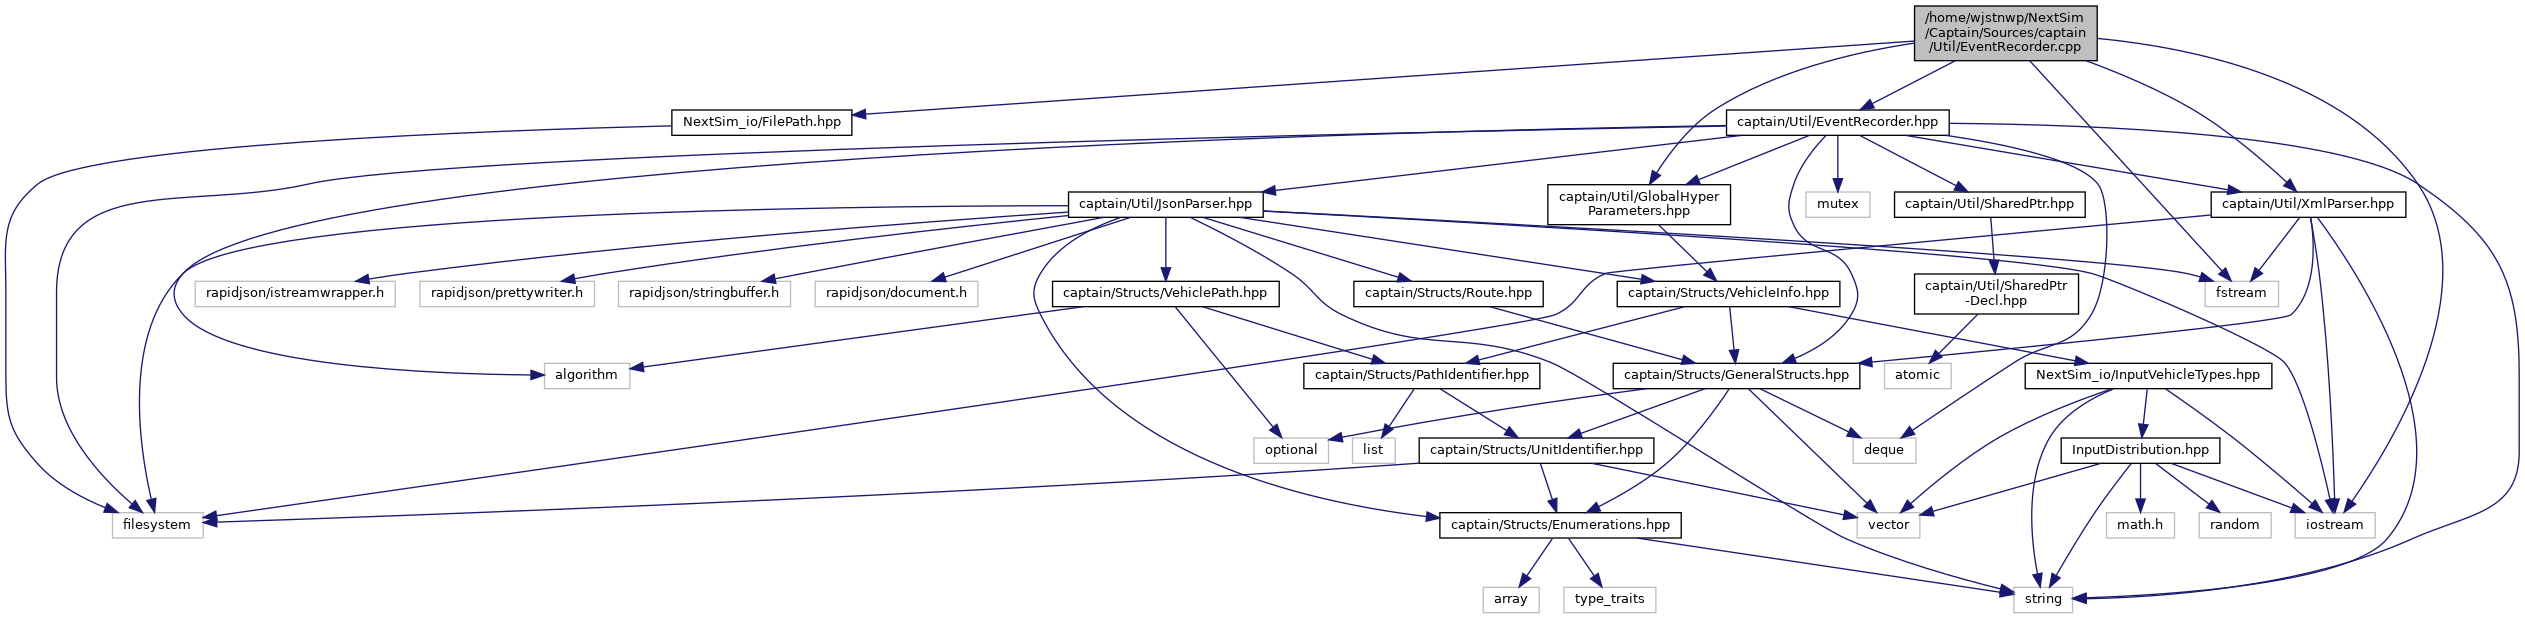 /home/wjstnwp/NextSim
/Captain/Sources/captain
/Util/EventRecorder.cpp
NextSim_io/FilePath.hpp
captain/Util/EventRecorder.hpp
captain/Util/JsonParser.hpp
captain/Util/GlobalHyper
Parameters.hpp
mutex
captain/Util/SharedPtr.hpp
captain/Util/XmlParser.hpp
rapidjson/istreamwrapper.h
rapidjson/prettywriter.h
rapidjson/stringbuffer.h
rapidjson/document.h
captain/Structs/VehiclePath.hpp
captain/Structs/Route.hpp
captain/Structs/VehicleInfo.hpp
captain/Util/SharedPtr
-Decl.hpp
fstream
algorithm
captain/Structs/PathIdentifier.hpp
captain/Structs/GeneralStructs.hpp
atomic
NextSim_io/InputVehicleTypes.hpp
optional
list
captain/Structs/UnitIdentifier.hpp
deque
InputDistribution.hpp
filesystem
captain/Structs/Enumerations.hpp
vector
math.h
random
iostream
array
type_traits
string